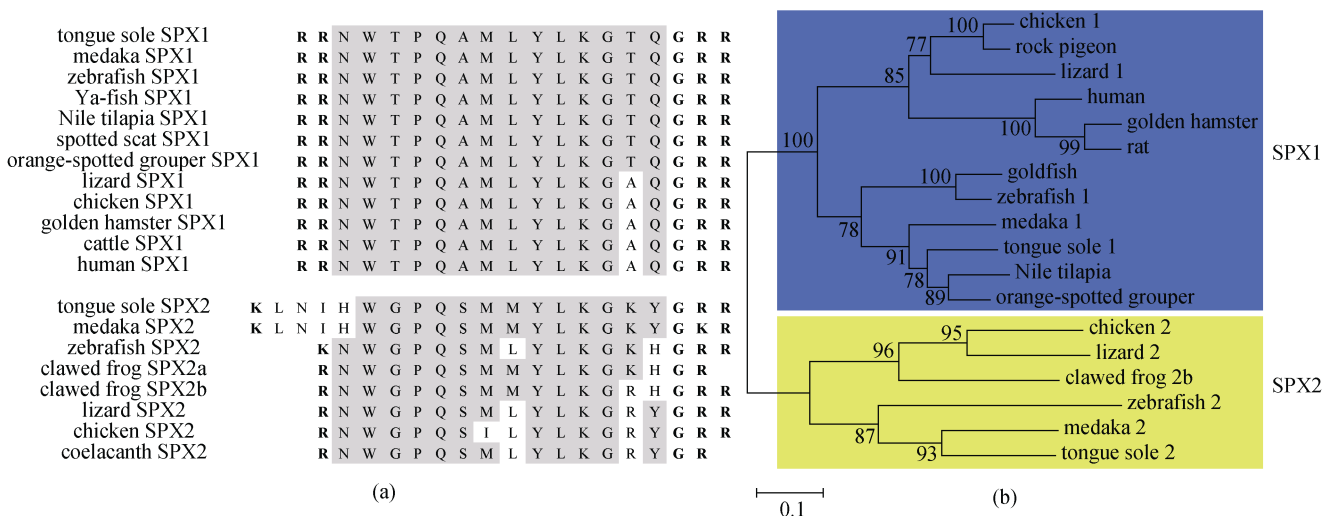 tongue sole SPX1 R R N W T P Q A M L Y L K G T Q G R R
medaka SPX1 R R N W T P Q A M L Y L K G T Q G R R
zebrafish SPX1 R R N W T P Q A M L Y L K G T Q G R R
Ya-fish SPX1 R R N W T P Q A M L Y L K G T Q G R R
Nile tilapia SPX1 R R N W T P Q A M L Y L K G T Q G R R
spotted scat SPX1 R R N W T P Q A M L Y L K G T Q G R R
orange-spotted grouper SPX1 R R N W T P Q A M L Y L K G T Q G R R
lizard SPX1 R R N W T P Q A M L Y L K G A Q G R R
chicken SPX1 R R N W T P Q A M L Y L K G A Q G R R
golden hamster SPX1 R R N W T P Q A M L Y L K G A Q G R R
cattle SPX1 R R N W T P Q A M L Y L K G A Q G R R
human SPX1 R R N W T P Q A M L Y L K G A Q G R R
tongue sole SPX2 K L N I H W G P Q S M M Y L K G K Y G R R
medaka SPX2 K L N I H W G P Q S M M Y L K G K Y G K R
zebrafish SPX2 K N W G P Q S M L Y L K G K H G R R
clawed frog SPX2a R N W G P Q S M M Y L K G K H G R
clawed frog SPX2b R N W G P Q S M M Y L K G R H G R R
lizard SPX2 R N W G P Q S M L Y L K G R Y G R R
chicken SPX2 R N W G P Q S I L Y L K G R Y G R R
coelacanth SPX2 R N W G P Q S M L Y L K G R Y G R
(a)
chicken 1
100
rock pigeon
77
lizard 1
85
human
100
golden hamster
99
rat
100
SPX1
goldfish
100
zebrafish 1
78
medaka 1
91
tongue sole 1
78
Nile tilapia
89
orange-spotted grouper
chicken 2
95
lizard 2
96
clawed frog 2b
SPX2
zebrafish 2
87
medaka 2
93
tongue sole 2
0.1
(b)